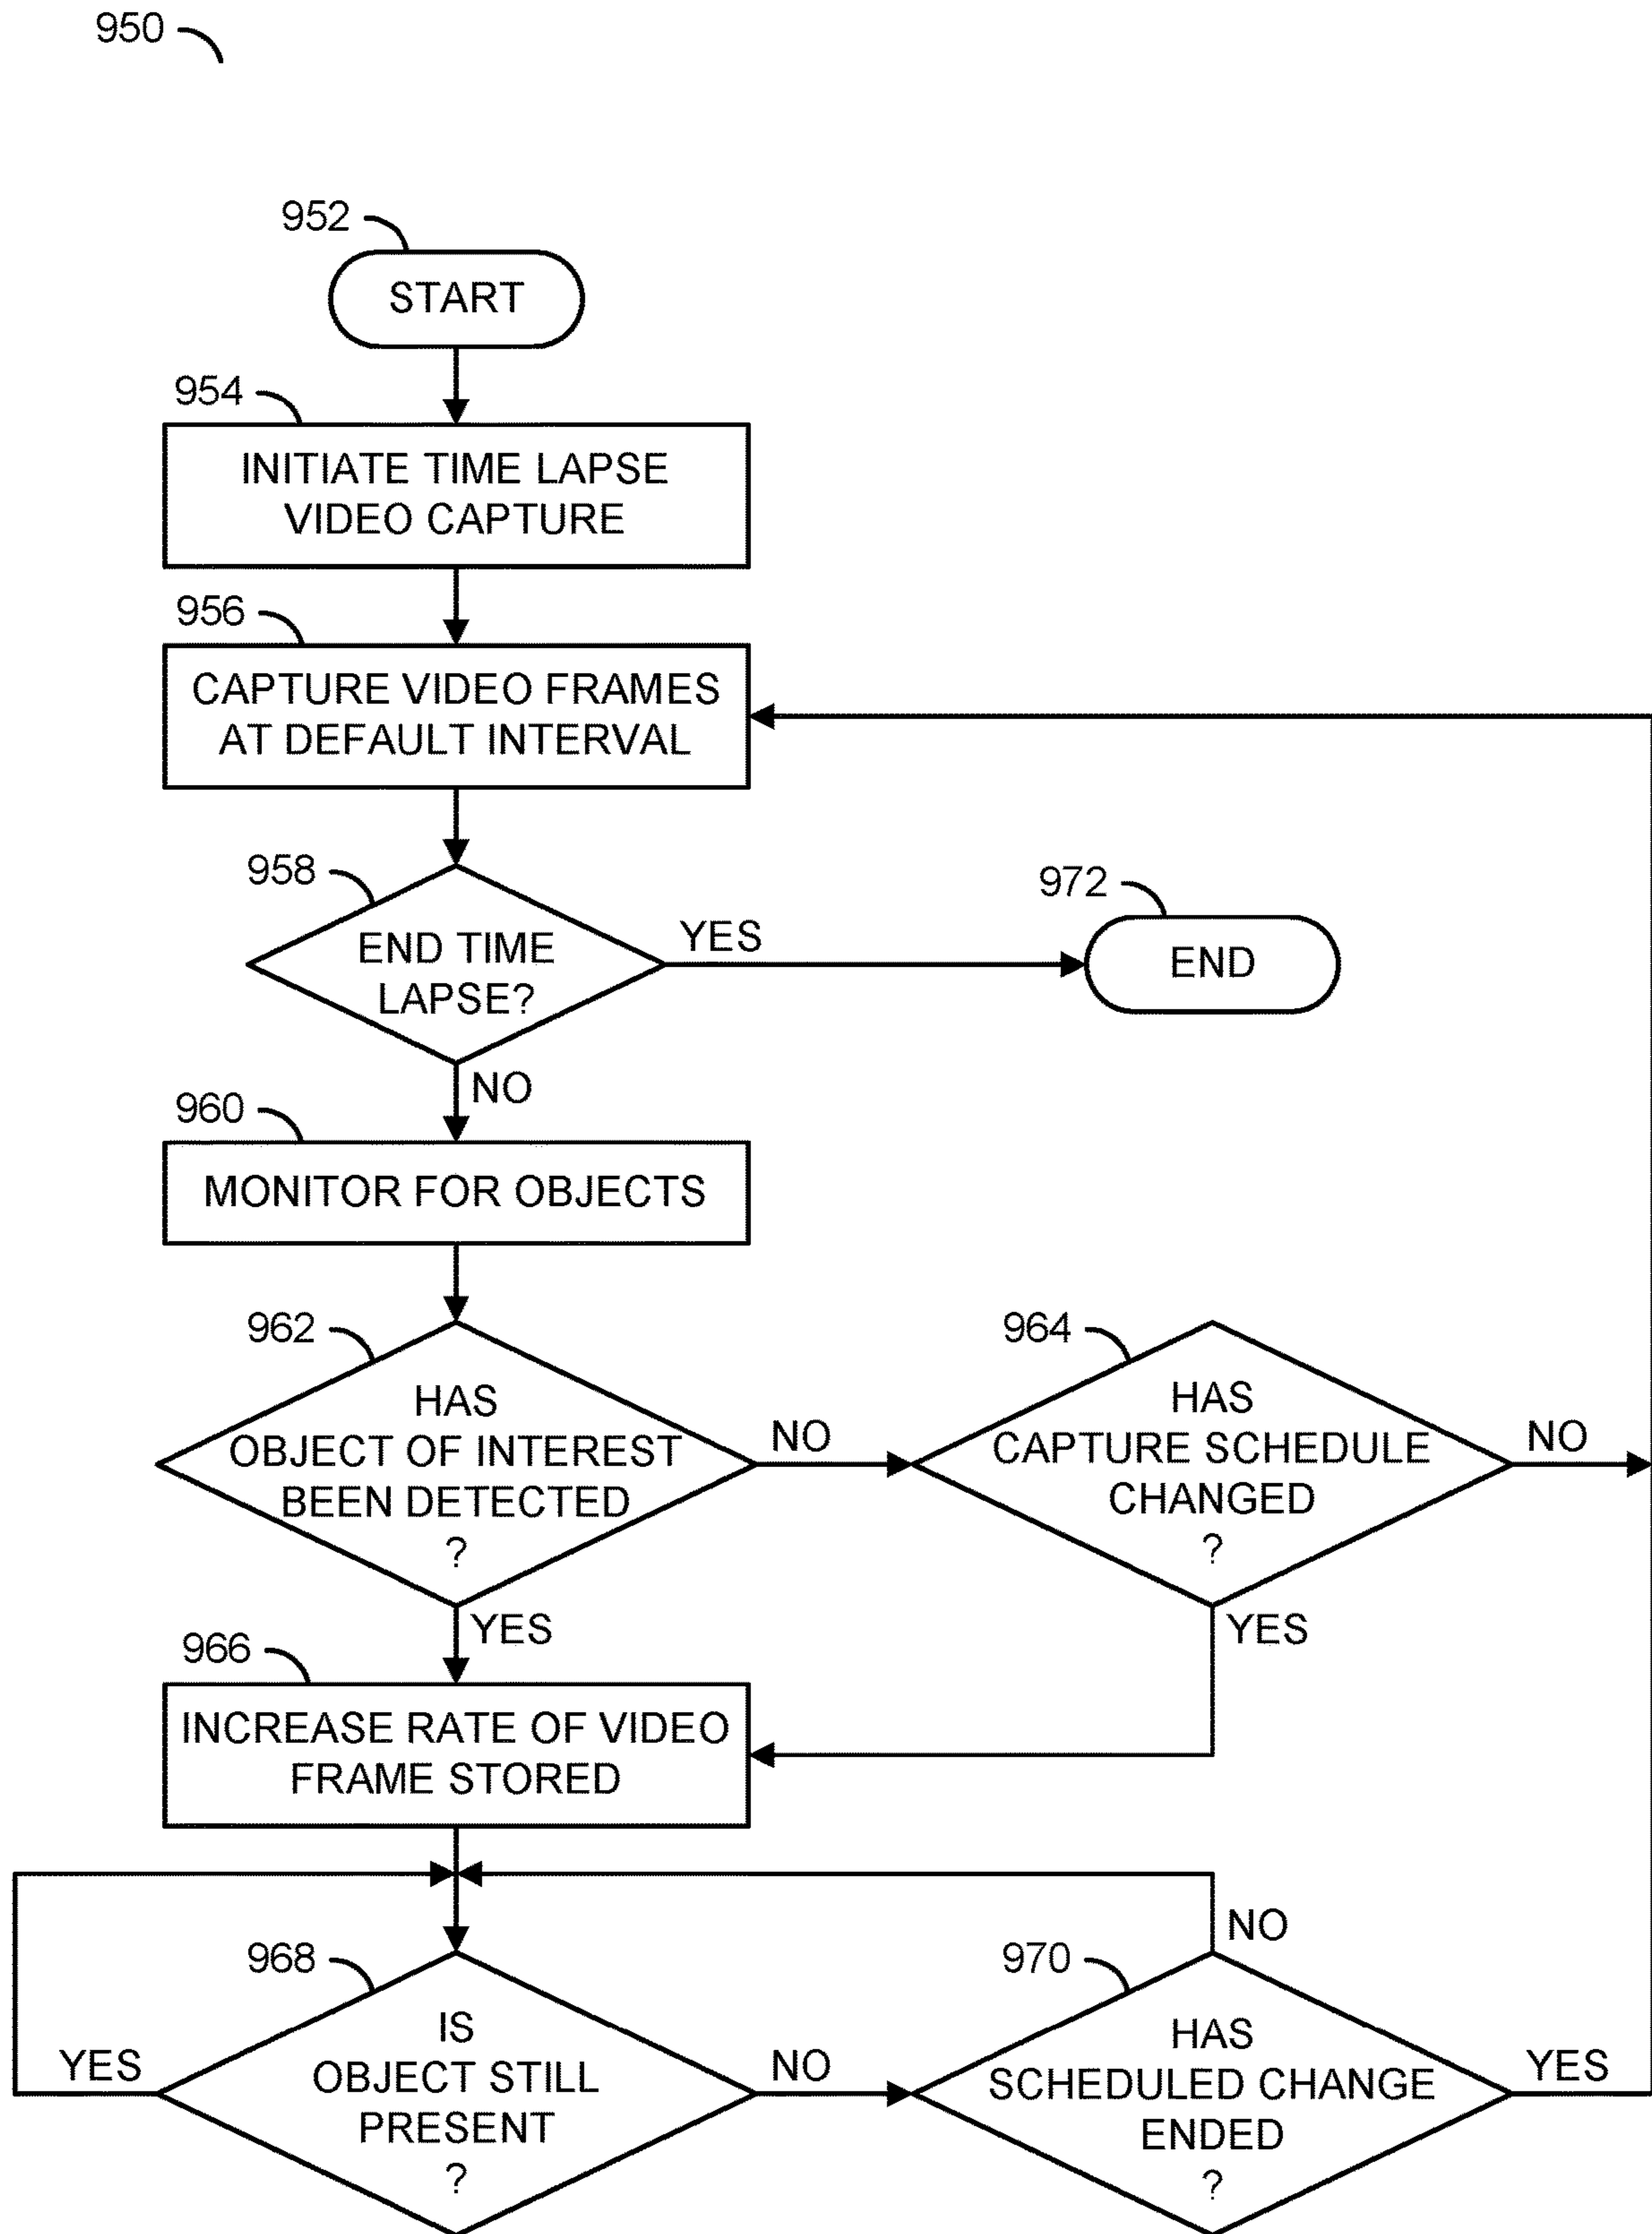 950
952
START
954
INITIATE TIME LAPSE
VIDEO CAPTURE
956
CAPTURE VIDEO FRAMES
AT DEFAULT INTERVAL
958
END TIME
LAPSE?
YES
972
END
NO
960
MONITOR FOR OBJECTS
962
HAS
OBJECT OF INTEREST
BEEN DETECTED
?
NO
964
HAS
CAPTURE SCHEDULE
CHANGED
?
NO
YES
YES
966
INCREASE RATE OF VIDEO
FRAME STORED
968
IS
OBJECT STILL
PRESENT
?
YES
NO
970
HAS
SCHEDULED CHANGE
ENDED
?
NO
YES